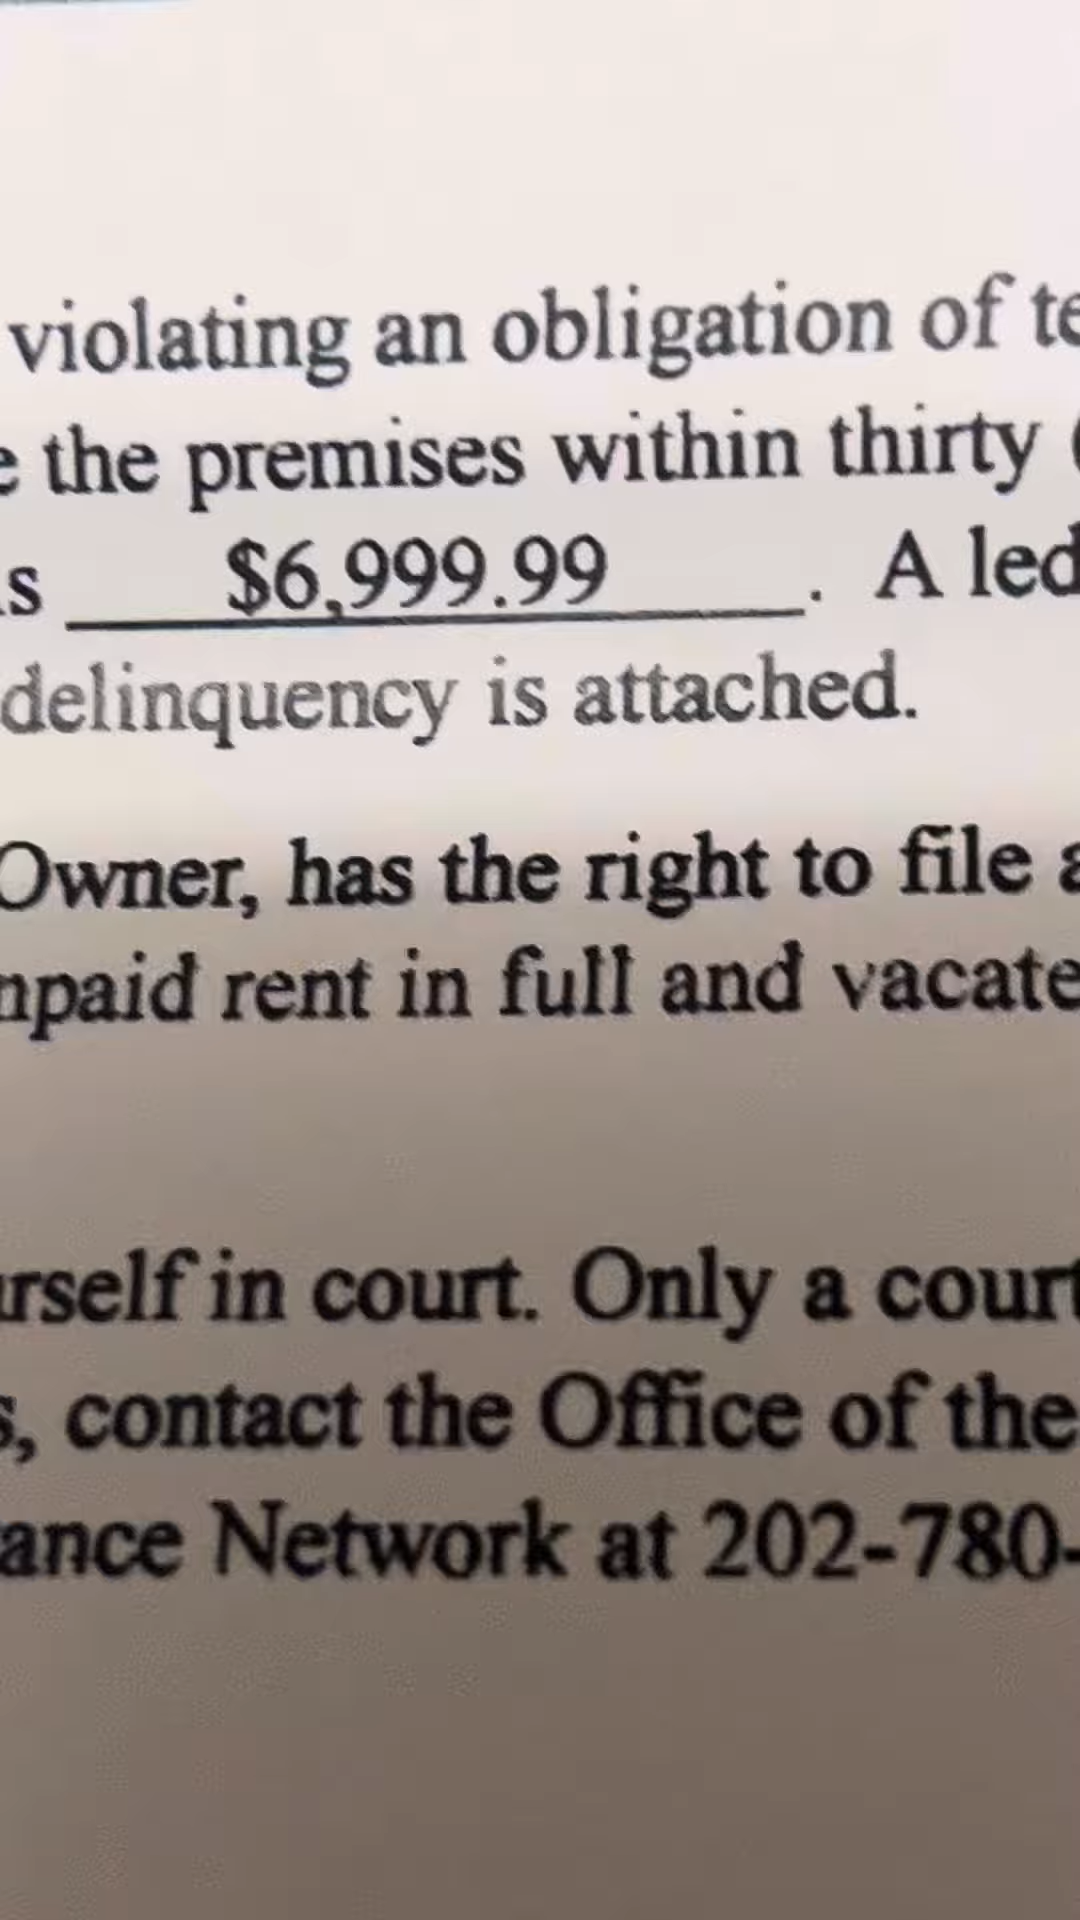 violating an obligation of te
e the premises within thirty (
is $6,999.99. A led
delinquency is attached.
Owner, has the right to file a
npaid rent in full and vacate
urself in court. Only a court
s, contact the Office of the
ance Network at 202-780-